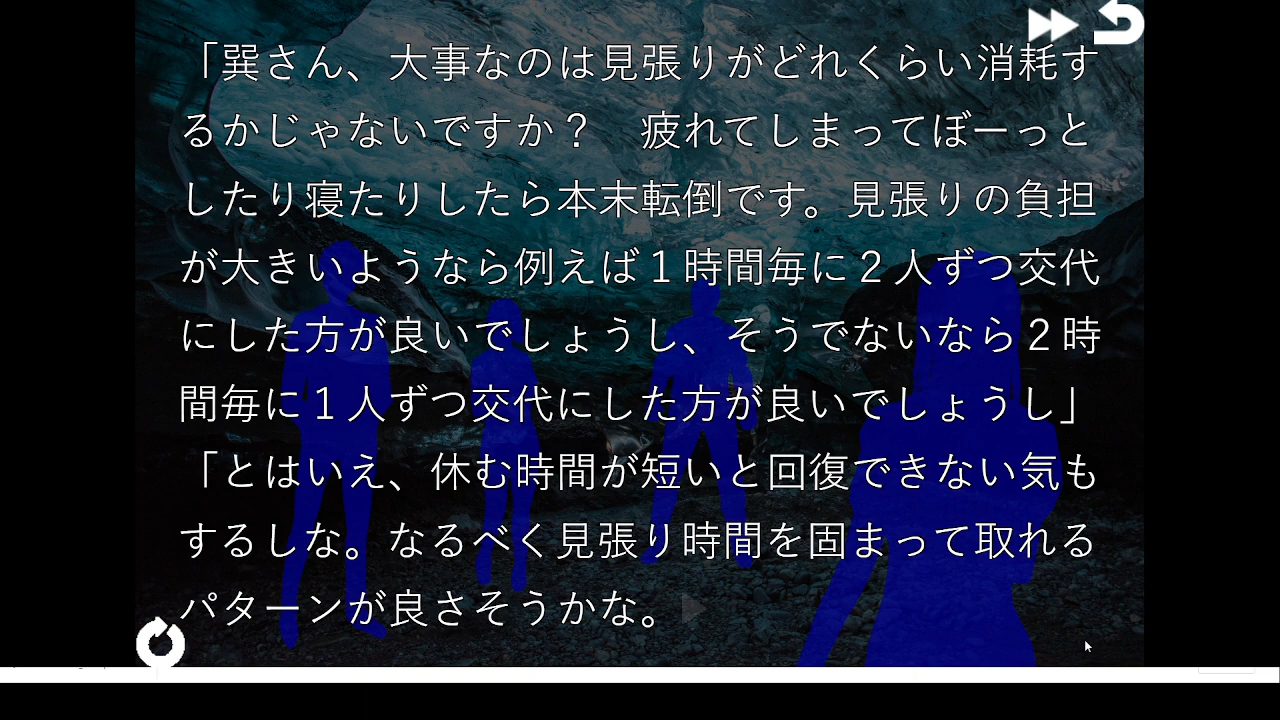 「巽さん、大事なのは見張りがどれくらい消耗す
るかじゃないですか？　疲れてしまってぼーっと
したり寝たりしたら本末転倒です。見張りの負担
が大きいようなら例えば１時間毎に２人ずつ交代
にした方が良いでしょうし、そうでないなら２時
間毎に１人ずつ交代にした方が良いでしょうし」
「とはいえ、休む時間が短いと回復できない気も
するしな。なるべく見張り時間を固まって取れる
パターンが良さそうかな。